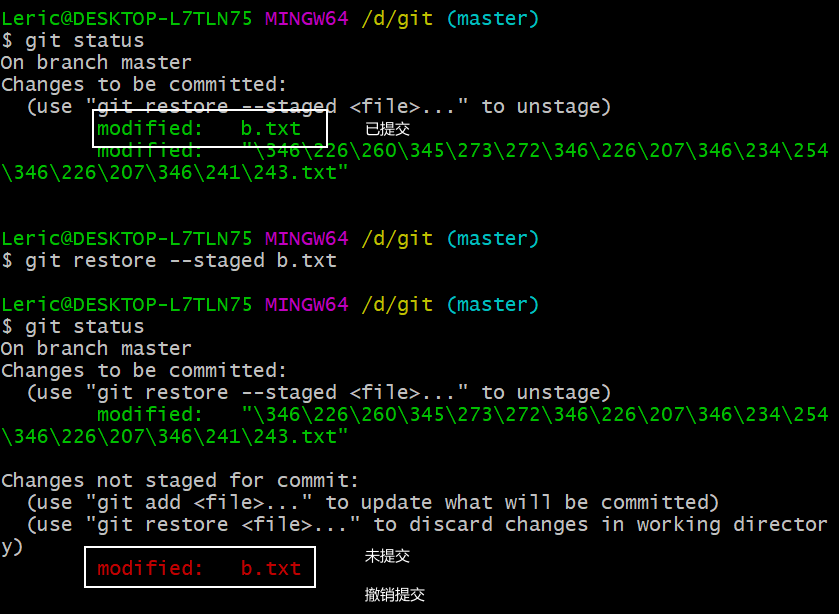 Leric@DESKTOP-L7TLN75 MINGW64 /d/git (master)
$ git status
On branch master
Changes to be committed:
  (use "git restore --staged <file>..." to unstage)
        modified:   b.txt    已提交
        modified:   "\346\226\260\345\273\272\346\226\207\346\234\254
\346\226\207\346\241\243.txt"
Leric@DESKTOP-L7TLN75 MINGW64 /d/git (master)
$ git restore --staged b.txt
Leric@DESKTOP-L7TLN75 MINGW64 /d/git (master)
$ git status
On branch master
Changes to be committed:
  (use "git restore --staged <file>..." to unstage)
        modified:   "\346\226\260\345\273\272\346\226\207\346\234\254
\346\226\207\346\241\243.txt"
Changes not staged for commit:
  (use "git add <file>..." to update what will be committed)
  (use "git restore <file>..." to discard changes in working director
y)
        modified:   b.txt    未提交
撤销提交